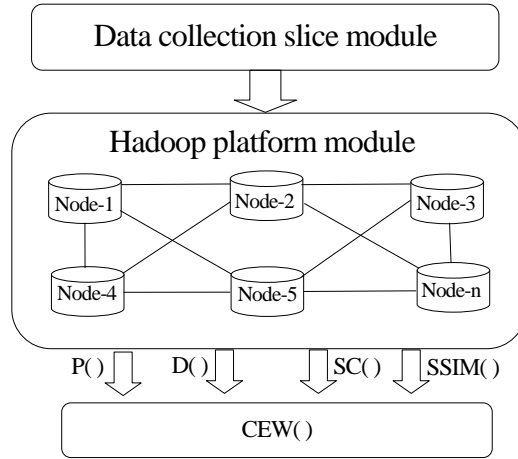 Data collection slice module
Hadoop platform module
Node-1
Node-2
Node-3
Node-4
Node-5
Node-n
P( )
D( )
SC( )
SSIM( )
CEW( )